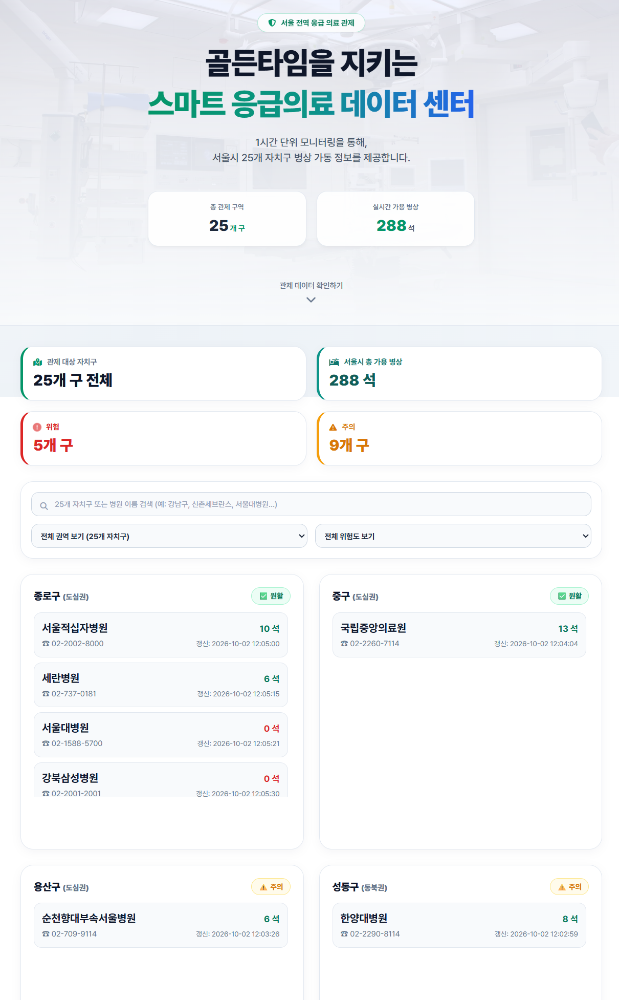 서울 전역 응급 의료 관제
골든타임을 지키는
스마트 응급의료 데이터 센터
1시간 단위 모니터링을 통해,
서울시 25개 자치구 병상 가동 정보를 제공합니다.
총 관제 구역
25 개 구
실시간 가용 병상
288 석
관제 데이터 확인하기
관제 대상 자치구
25개 구 전체
서울시 총 가용 병상
288 석
위험
5개 구
주의
9개 구
25개 자치구 또는 병원 이름 검색 (예: 강남구, 신촌세브란스, 서울대병원...)
전체 권역 보기 (25개 자치구)
전체 위험도 보기
종로구 (도심권)
✅ 원활
서울적십자병원
10 석
☎ 02-2002-8000
갱신: 2026-10-02 12:05:00
세란병원
6 석
☎ 02-737-0181
갱신: 2026-10-02 12:05:15
서울대병원
0 석
☎ 02-1588-5700
갱신: 2026-10-02 12:05:21
강북삼성병원
0 석
☎ 02-2001-2001
갱신: 2026-10-02 12:05:30
중구 (도심권)
✅ 원활
국립중앙의료원
13 석
☎ 02-2260-7114
갱신: 2026-10-02 12:04:04
용산구 (도심권)
⚠ 주의
순천향대부속서울병원
6 석
☎ 02-709-9114
갱신: 2026-10-02 12:03:26
성동구 (동북권)
⚠ 주의
한양대병원
8 석
☎ 02-2290-8114
갱신: 2026-10-02 12:02:59